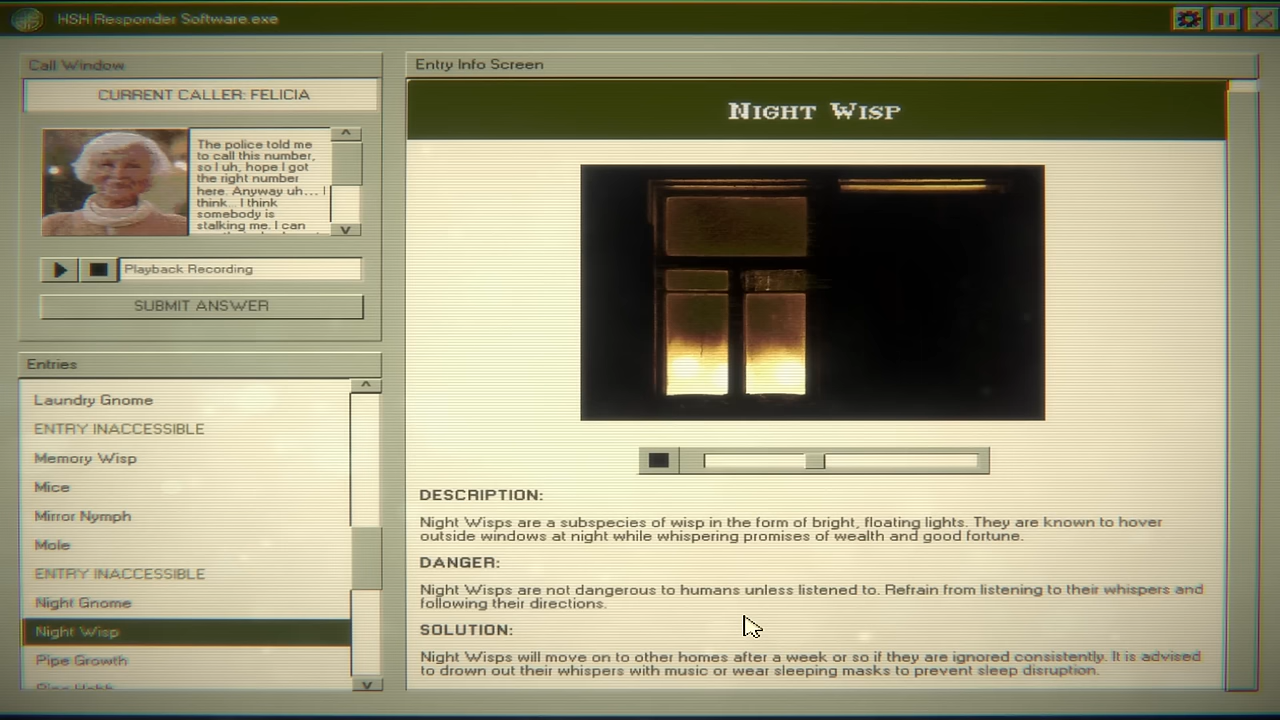 HSH Responder Software.exe
Call Window
CURRENT CALLER: FELICIA
The police told me
to call this number,
so I uh, hope I got
the right number
here. Anyway uh... I
think... I think
somebody is
stalking me. I can
Playback Recording
SUBMIT ANSWER
Entries
Laundry Gnome
ENTRY INACCESSIBLE
Memory Wisp
Mice
Mirror Nymph
Mole
ENTRY INACCESSIBLE
Night Gnome
Night Wisp
Pipe Growth
Entry Info Screen
Night Wisp
DESCRIPTION:
Night Wisps are a subspecies of wisp in the form of bright, floating lights. They are known to hover
outside windows at night while whispering promises of wealth and good fortune.
DANGER:
Night Wisps are not dangerous to humans unless listened to. Refrain from listening to their whispers and
following their directions.
SOLUTION:
Night Wisps will move on to other homes after a week or so if they are ignored consistently. It is advised
to drown out their whispers with music or wear sleeping masks to prevent sleep disruption.